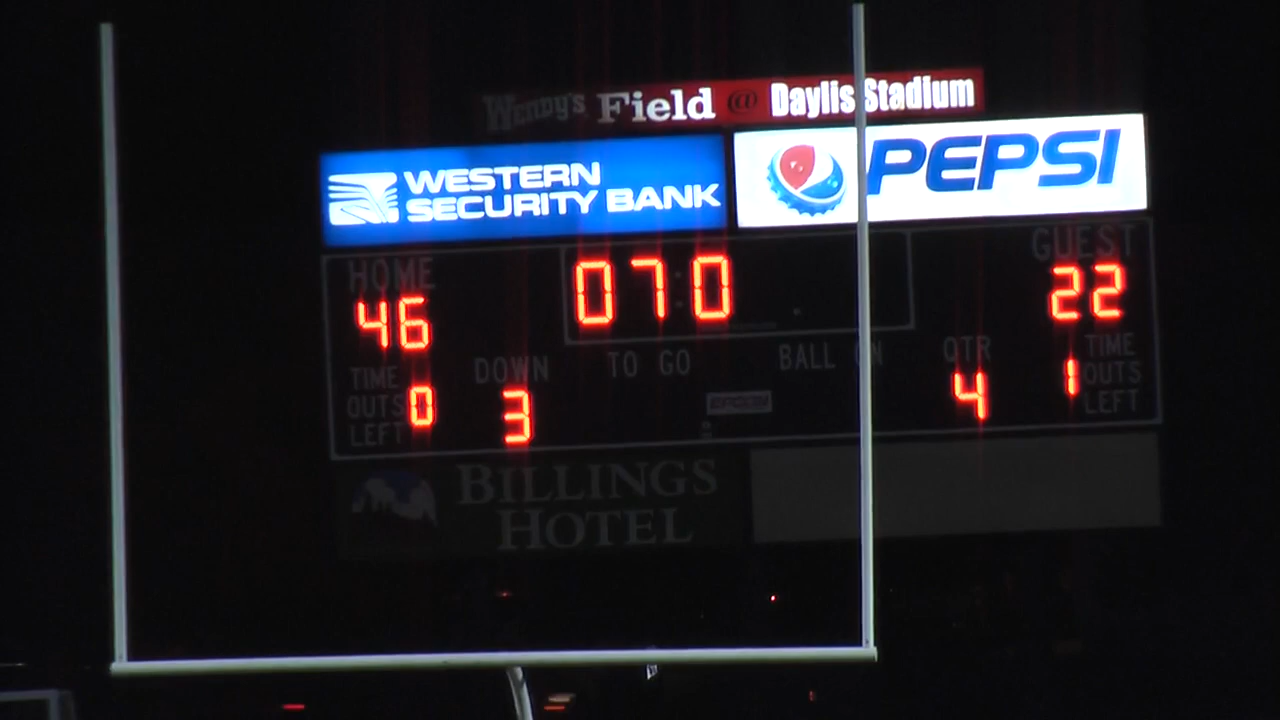 Wendy's Field @ Daylis Stadium
WESTERN
SECURITY BANK
PEPSI
HOME
46
07:0
GUEST
22
TIME
OUTS
LEFT
0
DOWN
3
TO GO
BALL ON
QTR
4
1
TIME
OUTS
LEFT
BILLINGS
HOTEL